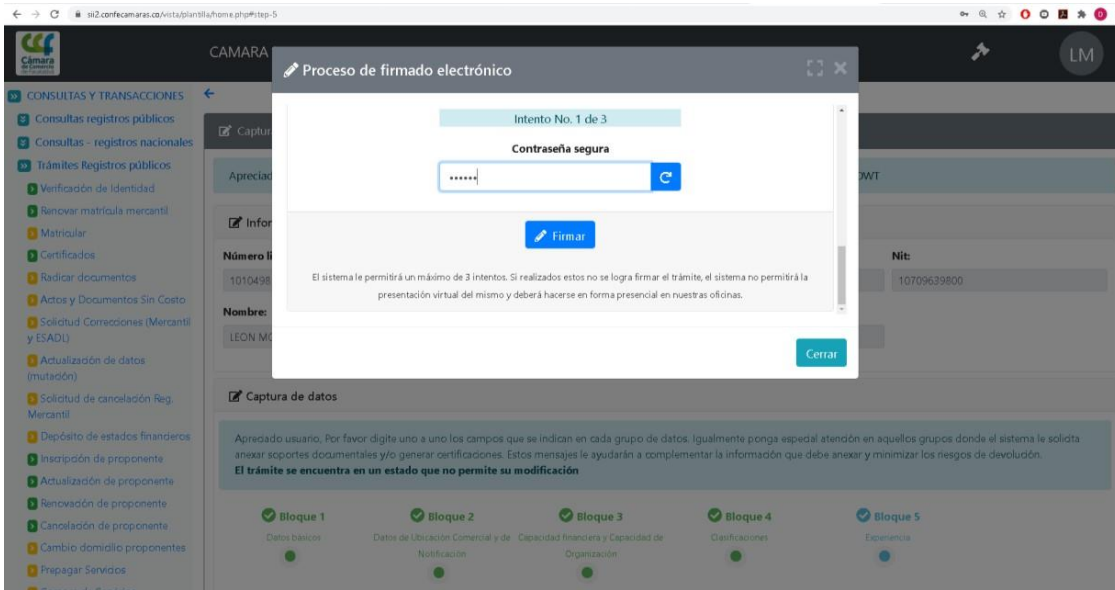 sii2.confecamaras.co/vista/plantilla/home.php#step-5
Cámara
de Comercio
CAMARA
LM
Proceso de firmado electrónico
Intento No. 1 de 3
Contraseña segura
••••••
Firmar
El sistema le permitirá un máximo de 3 intentos. Si realizados estos no se logra firmar el trámite, el sistema no permitirá la
presentación virtual del mismo y deberá hacerse en forma presencial en nuestras oficinas.
Cerrar
CONSULTAS Y TRANSACCIONES
Consultas registros públicos
Consultas - registros nacionales
Trámites Registros públicos
Verificación de Identidad
Renovar matrícula mercantil
Matricular
Certificados
Radicar documentos
Actos y Documentos Sin Costo
Solicitud Correcciones (Mercantil
y ESADL)
Actualización de datos
(mutación)
Solicitud de cancelación Reg.
Mercantil
Depósito de estados financieros
Inscripción de proponente
Actualización de proponente
Renovación de proponente
Cancelación de proponente
Cambio domicilio proponentes
Prepagar Servicios
Captur
Apreciad
OWT
Infor
Número li
Nit:
1010498
10709639800
Nombre:
LEON MO
Captura de datos
Apreciado usuario, Por favor digite uno a uno los campos que se indican en cada grupo de datos. Igualmente ponga especial atención en aquellos grupos donde el sistema le solicita
anexar soportes documentales y/o generar certificaciones. Estos mensajes le ayudarán a complementar la información que debe anexar y minimizar los riesgos de devolución.
El trámite se encuentra en un estado que no permite su modificación
Bloque 1 Bloque 2 Bloque 3 Bloque 4 Bloque 5
Datos básicos Datos de Ubicación Comercial y de Capacidad financiera y Capacidad de Clasificaciones Experiencia
Notificación Organización